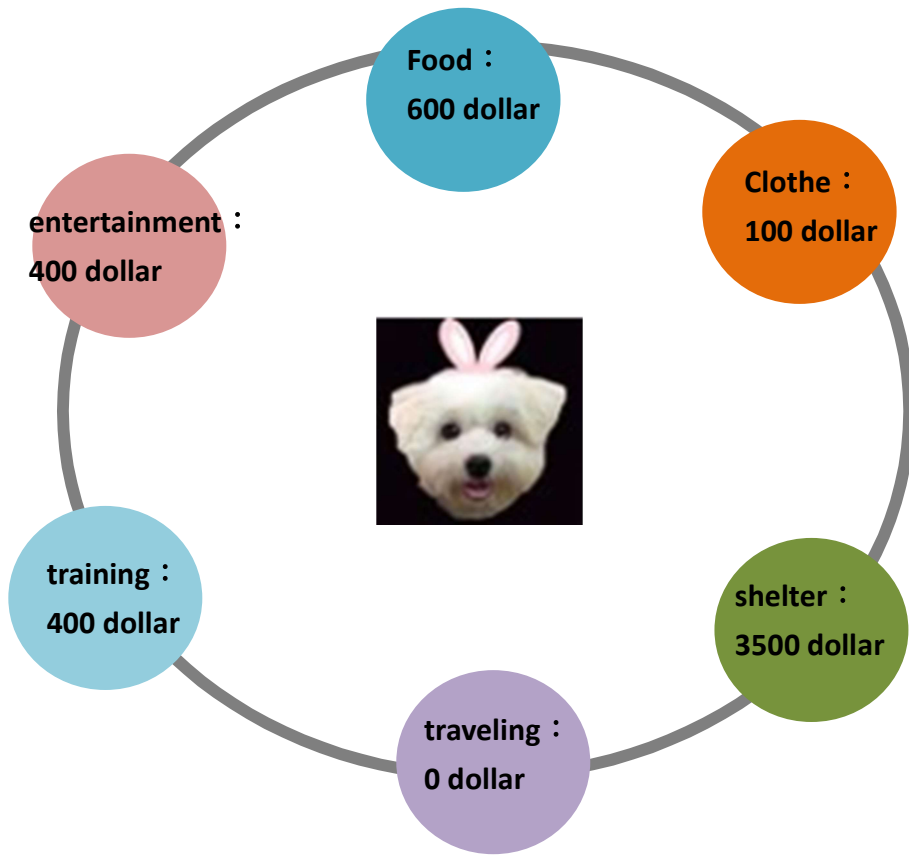 Food：
600 dollar
Clothe：
100 dollar
shelter：
3500 dollar
traveling：
0 dollar
training：
400 dollar
entertainment：
400 dollar